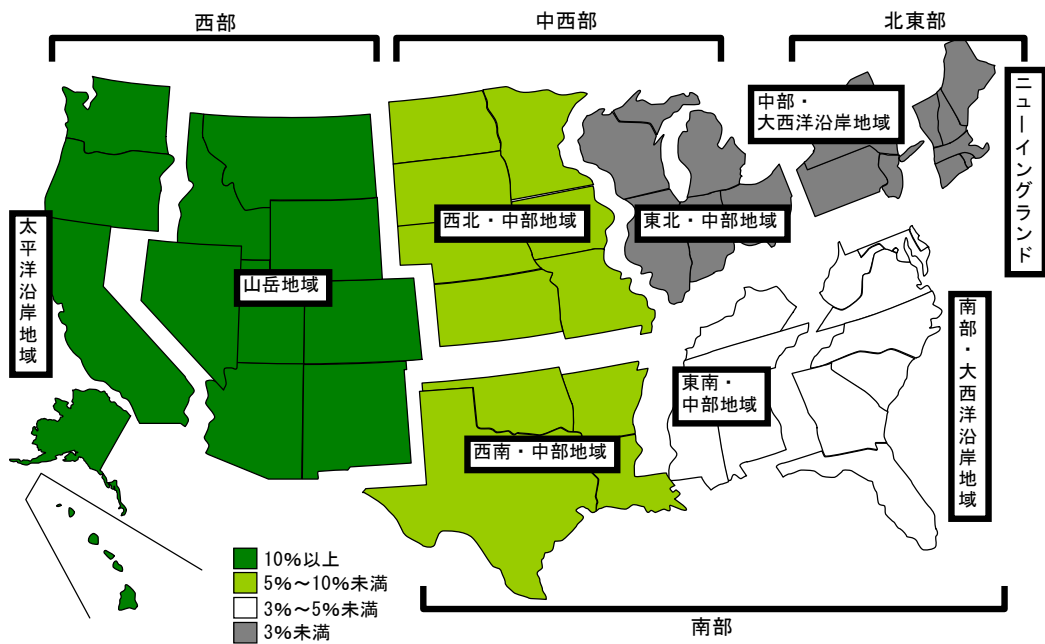 西部
中西部
北東部
ニューイングランド
中部・
大西洋沿岸地域
太平洋沿岸地域
山岳地域
西北・中部地域
東北・中部地域
南部・大西洋沿岸地域
東南・
中部地域
西南・中部地域
10%以上
5%～10%未満
3%～5%未満
3%未満
南部